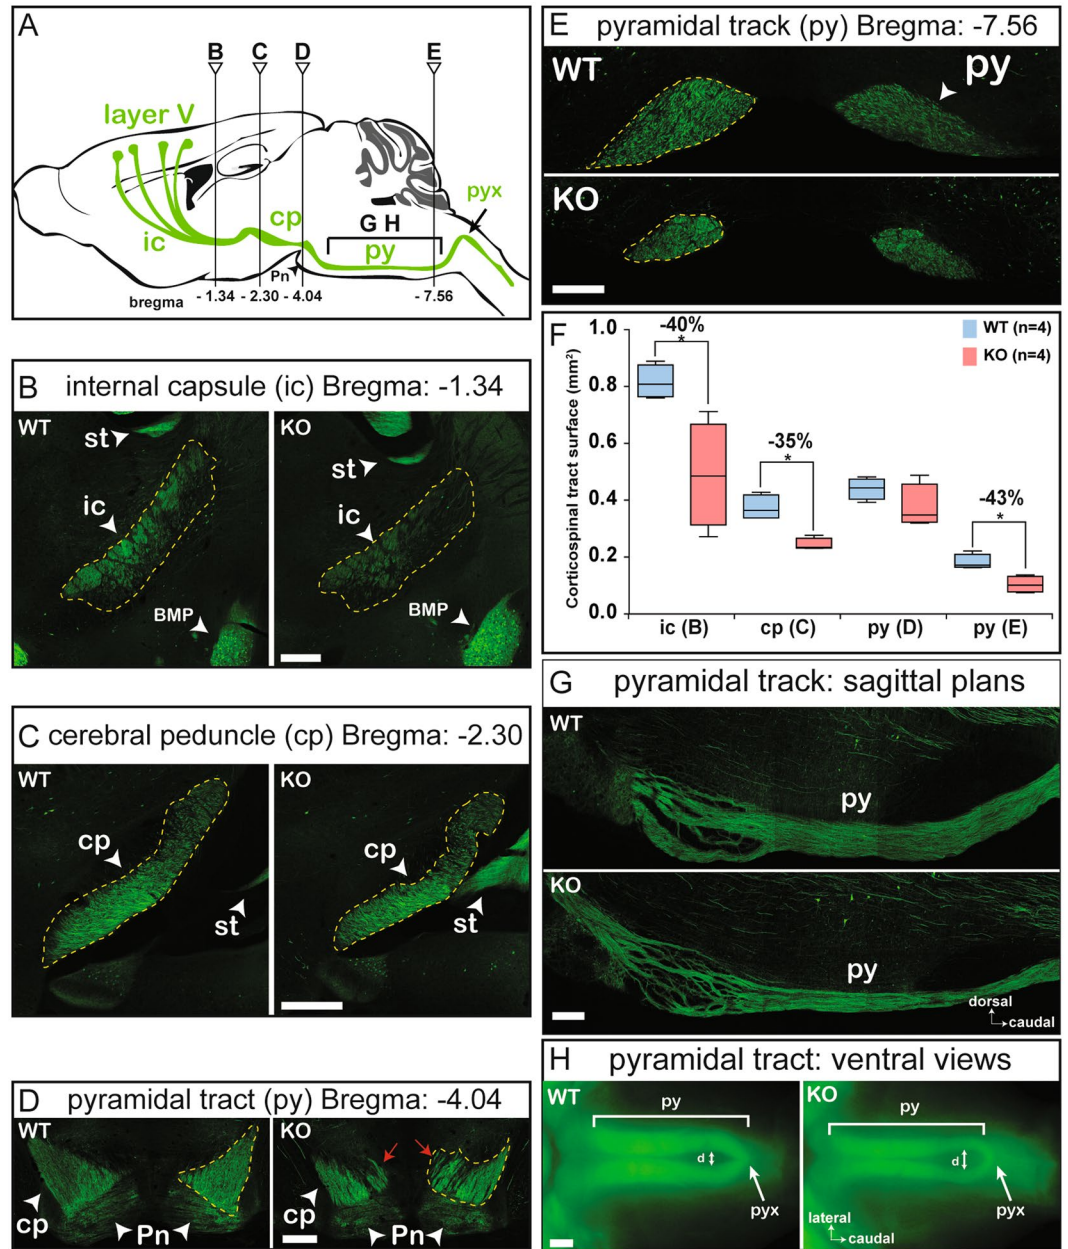 A
B
C
D
E
layer V
ic
cp
G H
py
pyx
Pn
bregma
- 1.34
- 2.30
- 4.04
- 7.56
B internal capsule (ic) Bregma: -1.34
WT
st
ic
BMP
KO
st
ic
BMP
C cerebral peduncle (cp) Bregma: -2.30
WT
cp
st
KO
cp
st
D pyramidal tract (py) Bregma: -4.04
WT
cp
Pn
KO
cp
Pn
E pyramidal track (py) Bregma: -7.56
WT
py
KO
F
Corticospinal tract surface (mm²)
1.0
0.8
0.6
0.4
0.2
0.0
-40%
*
-35%
*
-43%
*
WT (n=4)
KO (n=4)
ic (B)
cp (C)
py (D)
py (E)
G pyramidal track: sagittal plans
WT
py
KO
py
dorsal
caudal
H pyramidal tract: ventral views
WT
py
d
pyx
KO
py
d
pyx
lateral
caudal